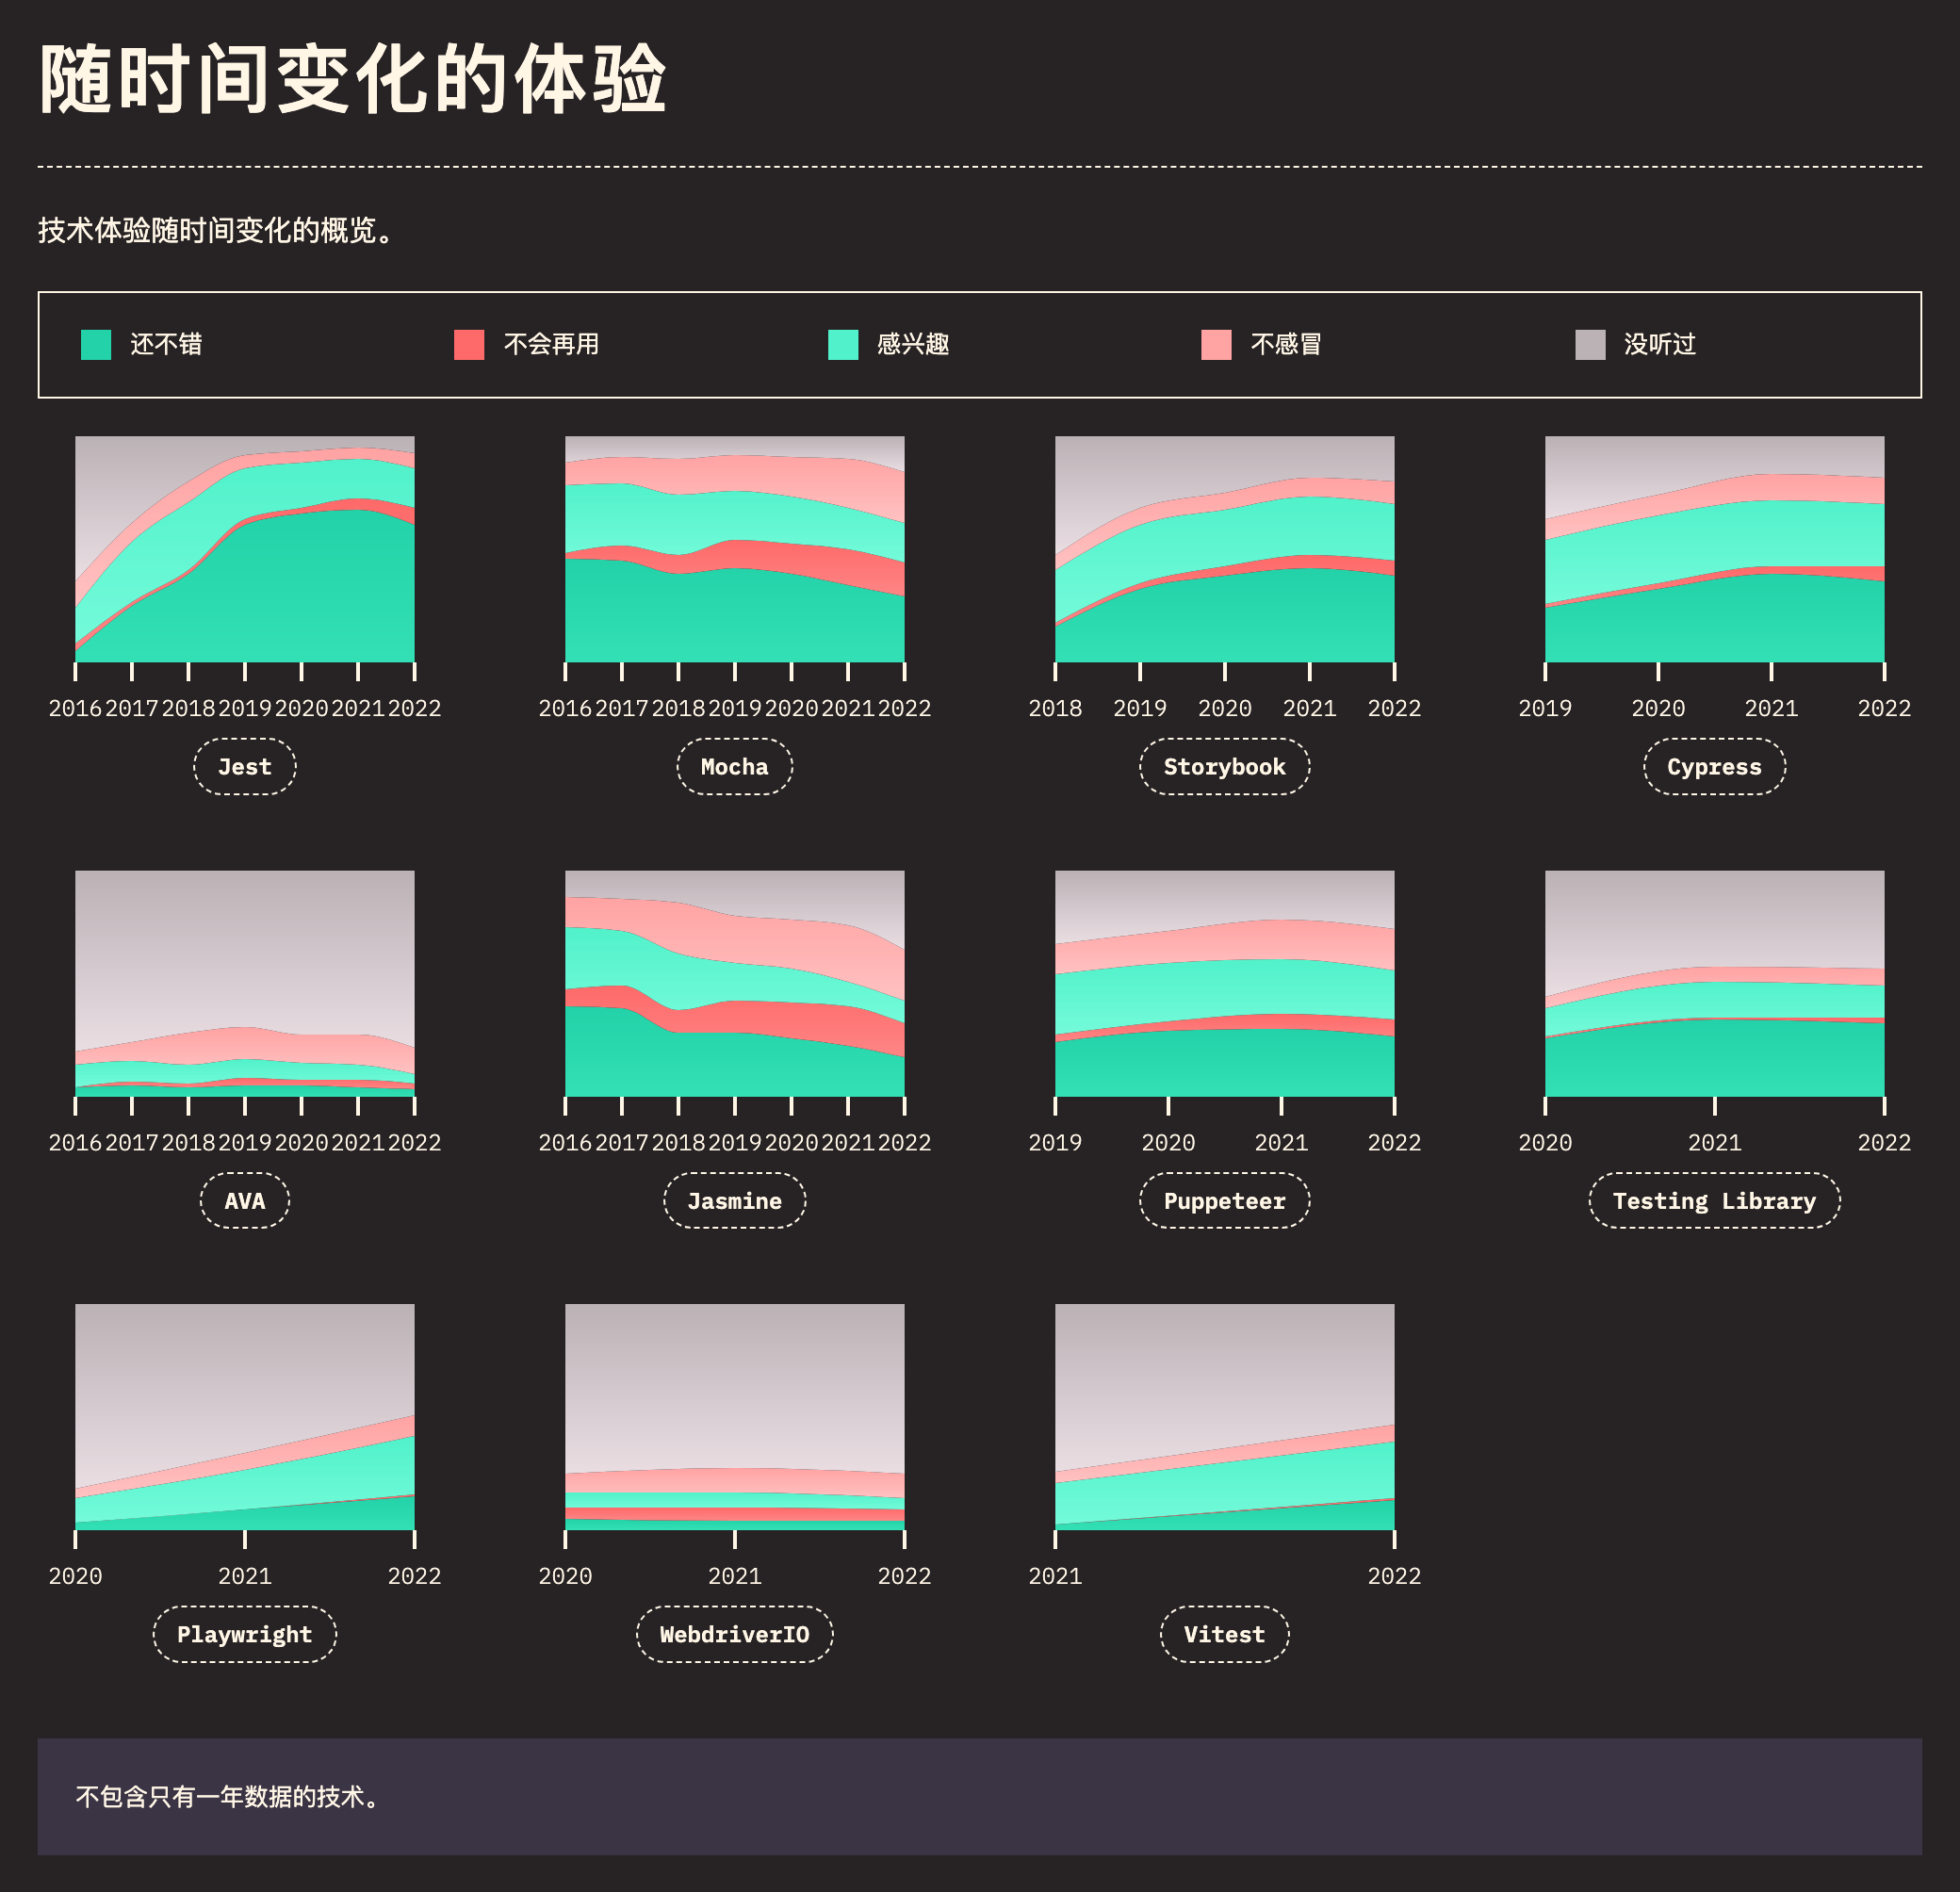 随时间变化的体验
技术体验随时间变化的概览。
还不错 不会再用 感兴趣 不感冒 没听过
2016 2017 2018 2019 2020 2021 2022
Jest
2016 2017 2018 2019 2020 2021 2022
Mocha
2018 2019 2020 2021 2022
Storybook
2019 2020 2021 2022
Cypress
2016 2017 2018 2019 2020 2021 2022
AVA
2016 2017 2018 2019 2020 2021 2022
Jasmine
2019 2020 2021 2022
Puppeteer
2020 2021 2022
Testing Library
2020 2021 2022
Playwright
2020 2021 2022
WebdriverIO
2021 2022
Vitest
不包含只有一年数据的技术。